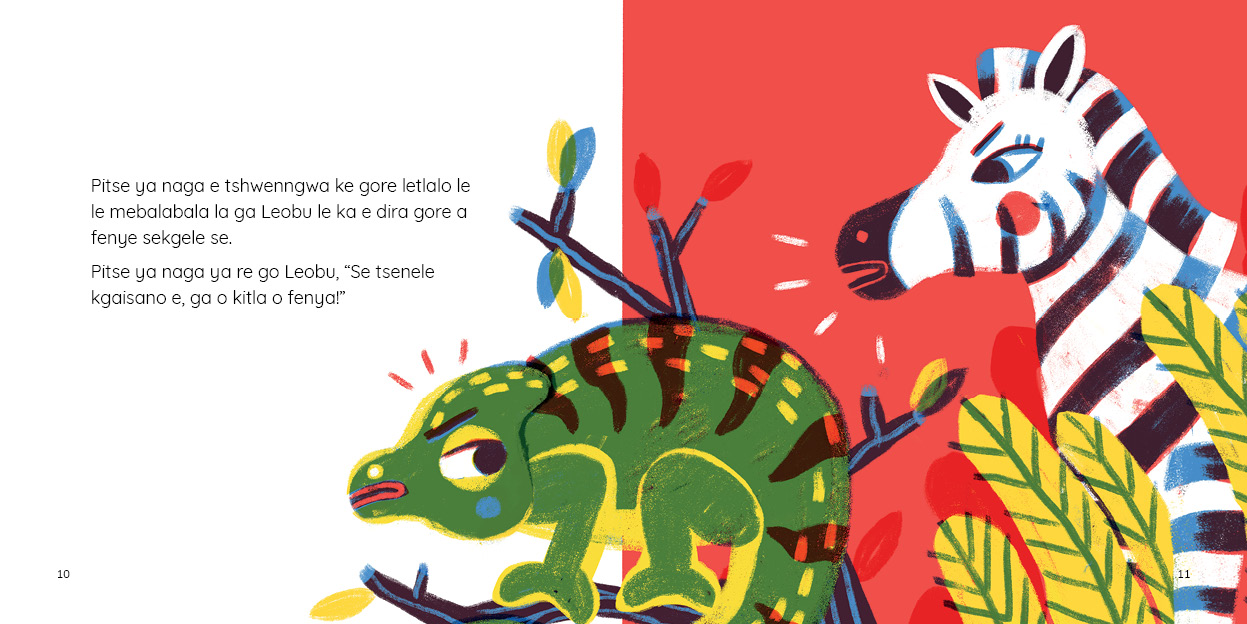 Pitse ya naga e tshwenngwa ke gore letlalo le
le mebalabala la ga Leobu le ka e dira gore a
fenye sekgele se.
Pitse ya naga ya re go Leobu, “Se tsenele
kgaisano e, ga o kitla o fenya!”
10
11